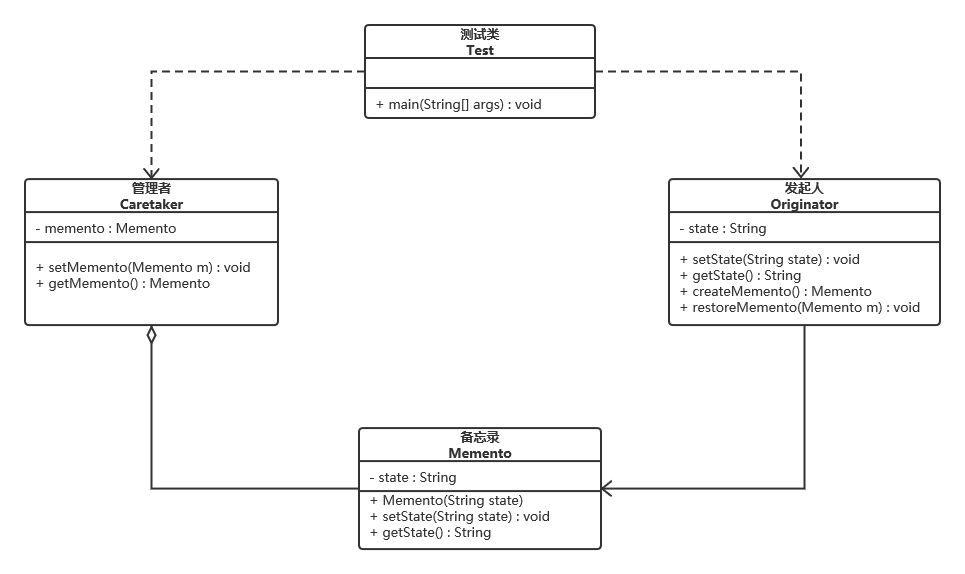 测试类
Test
+ main(String[] args) : void
管理者
Caretaker
- memento : Memento
+ setMemento(Memento m) : void
+ getMemento() : Memento
发起人
Originator
- state : String
+ setState(String state) : void
+ getState() : String
+ createMemento() : Memento
+ restoreMemento(Memento m) : void
备忘录
Memento
- state : String
+ Memento(String state)
+ setState(String state) : void
+ getState() : String